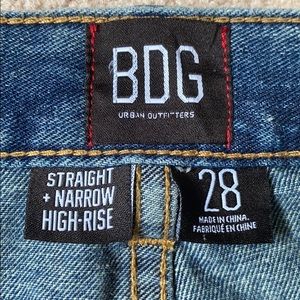 BDG
URBAN OUTFITTERS
STRAIGHT
+ NARROW
HIGH-RISE
28
MADE IN CHINA.
FABRIQUÉ EN CHINE